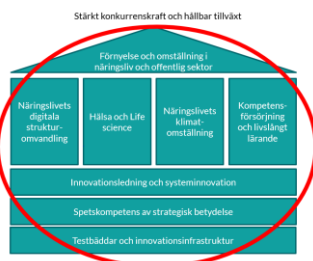 Stärkt konkurrenskraft och hållbar tillväxt
Förnyelse och omställning i
näringsliv och offentlig sektor
Näringslivets
digitala
struktur-
omvandling
Hälsa och Life
science
Näringslivets
klimat-
omställning
Kompetens-
försörjning
och livslångt
lärande
Innovationsledning och systeminnovation
Spetskompetens av strategisk betydelse
Testbäddar och innovationsinfrastruktur